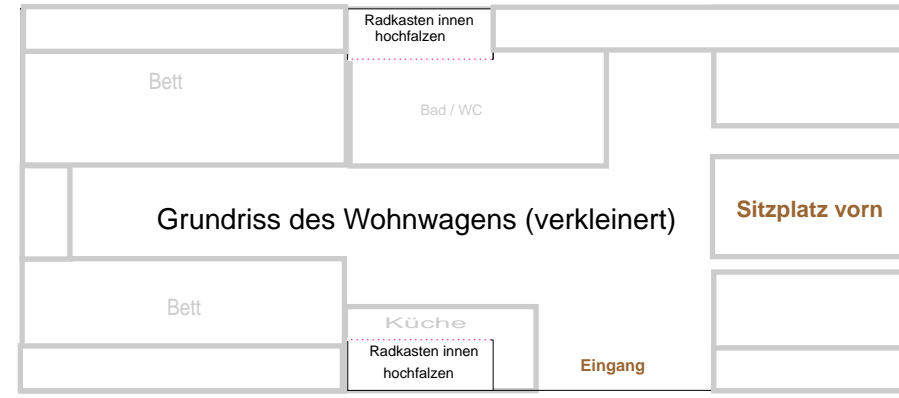 Radkasten innen
hochfalzen
Bett
Bad / WC
Grundriss des Wohnwagens (verkleinert)
Sitzplatz vorn
Bett
Küche
Radkasten innen
hochfalzen
Eingang